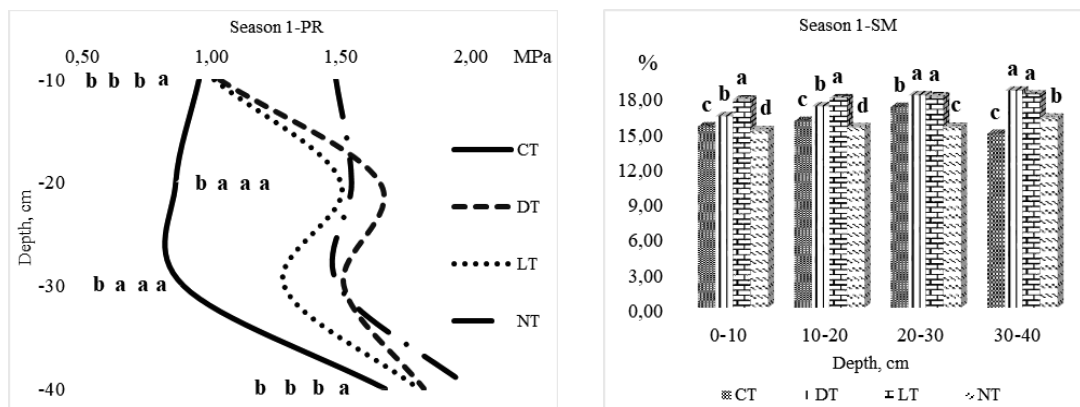 Season 1-PR
0,50 1,00 1,50 MPa 2,00
-10
b b b a
CT
-20
b a a a
DT
Depth, cm
LT
-30
b a a a
NT
-40
b b b a
Season 1-SM
%
c b a d
c b a d
b a a c
c a a b
18,00
15,00
12,00
9,00
6,00
3,00
0,00
0-10 10-20 20-30 30-40
Depth, cm
CT DT LT NT